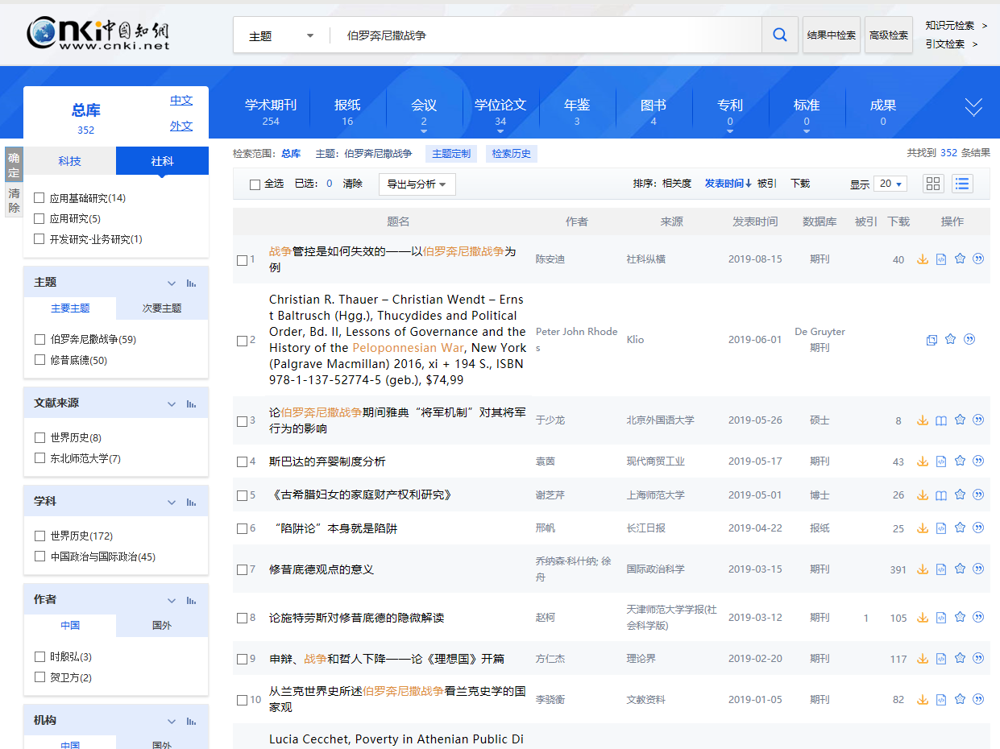 Cnki中国知網
www.cnki.net
主题
伯罗奔尼撒战争
结果中检索
高级检索
知识元检索 >
引文检索 >
总库
352
中文
外文
学术期刊
254
报纸
16
会议
2
学位论文
34
年鉴
3
图书
4
专利
0
标准
0
成果
0
确定
清除
科技
社科
应用基础研究(14)
应用研究(5)
开发研究-业务研究(1)
主题
主要主题
次要主题
伯罗奔尼撒战争(59)
修昔底德(50)
文献来源
世界历史(8)
东北师范大学(7)
学科
世界历史(172)
中国政治与国际政治(45)
作者
中国
国外
时殷弘(3)
贺卫方(2)
机构
中国
国外
检索范围：总库 主题：伯罗奔尼撒战争 主题定制 检索历史
共找到 352 条结果
全选 已选：0 清除 导出与分析
排序：相关度 发表时间↓ 被引 下载
显示 20
题名 作者 来源 发表时间 数据库 被引 下载 操作
1 战争管控是如何失效的——以伯罗奔尼撒战争为
例
陈安迪 社科纵横 2019-08-15 期刊 40
2 Christian R. Thauer – Christian Wendt – Erns
t Baltrusch (Hgg.), Thucydides and Political
Order, Bd. II, Lessons of Governance and the
History of the Peloponnesian War, New York
(Palgrave Macmillan) 2016, xi + 194 S., ISBN
978-1-137-52774-5 (geb.), $74,99
Peter John Rhode
s
Klio 2019-06-01
De Gruyter
期刊
3 论伯罗奔尼撒战争期间雅典“将军机制”对其将军
行为的影响
于少龙 北京外国语大学 2019-05-26 硕士 8
4 斯巴达的弃婴制度分析 袁茵 现代商贸工业 2019-05-17 期刊 43
5 《古希腊妇女的家庭财产权利研究》 谢芝芹 上海师范大学 2019-05-01 博士 26
6 “陷阱论”本身就是陷阱 邢帆 长江日报 2019-04-22 报纸 25
7 修昔底德观点的意义
乔纳森·科什纳; 徐
舟
国际政治科学 2019-03-15 期刊 391
8 论施特劳斯对修昔底德的隐微解读 赵柯
天津师范大学学报(社
会科学版)
2019-03-12 期刊 1 105
9 申辩、战争和哲人下降——论《理想国》开篇 方仁杰 理论界 2019-02-20 期刊 117
10 从兰克世界史所述伯罗奔尼撒战争看兰克史学的国
家观
李骁衡 文教资料 2019-01-05 期刊 82
Lucia Cecchet, Poverty in Athenian Public Di